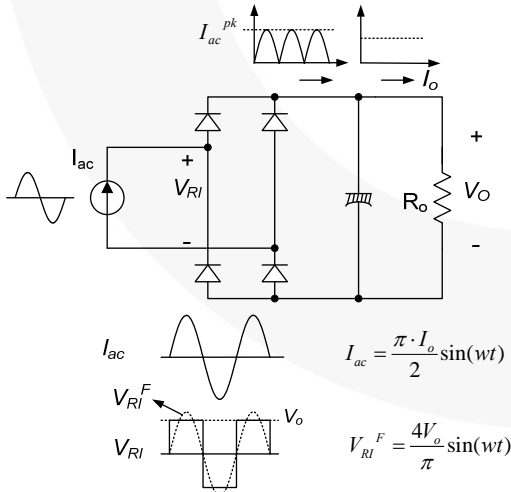 I_ac^pk
I_o
I_ac
+
V_RI
-
R_o
+
V_O
-
I_ac
I_ac = π · I_o / 2 sin(wt)
V_RI^F
V_o
V_RI
V_RI^F = 4V_o / π sin(wt)